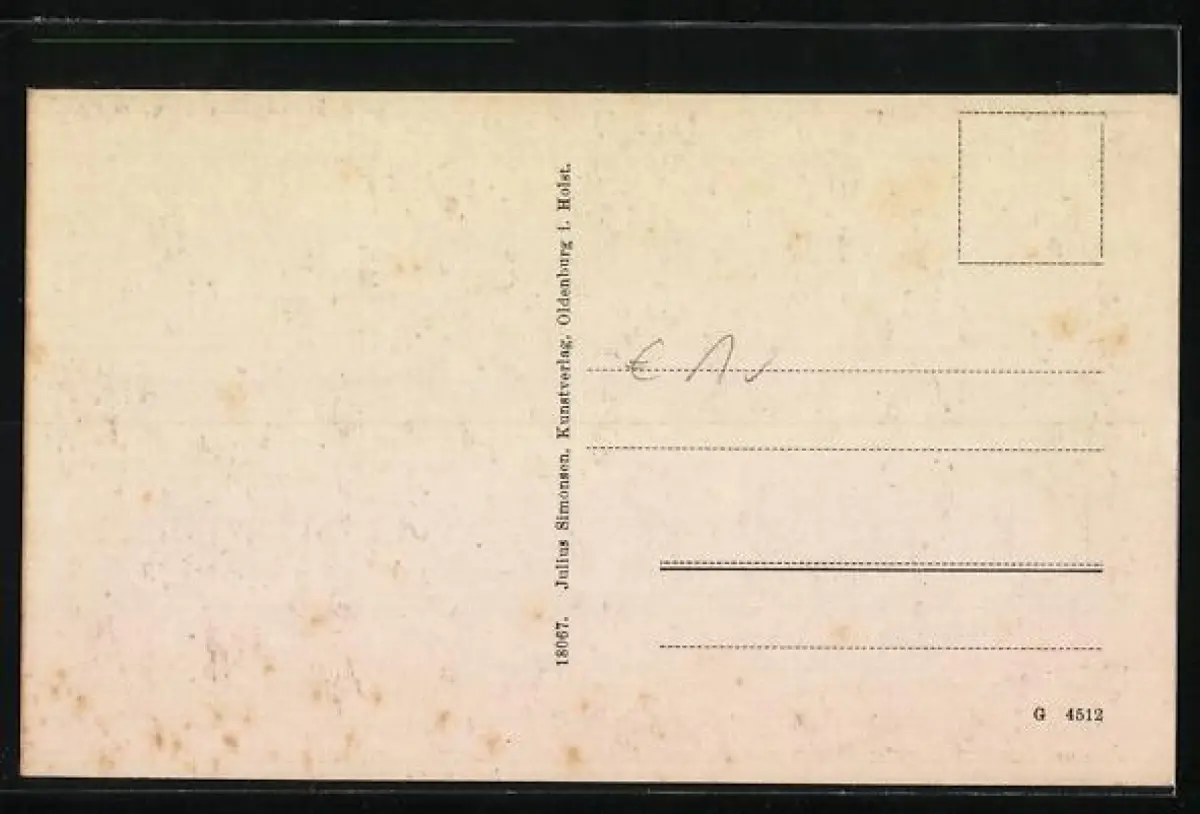 18067. Julius Simonsen, Kunstverlag, Oldenburg i. Holst.
G 4512